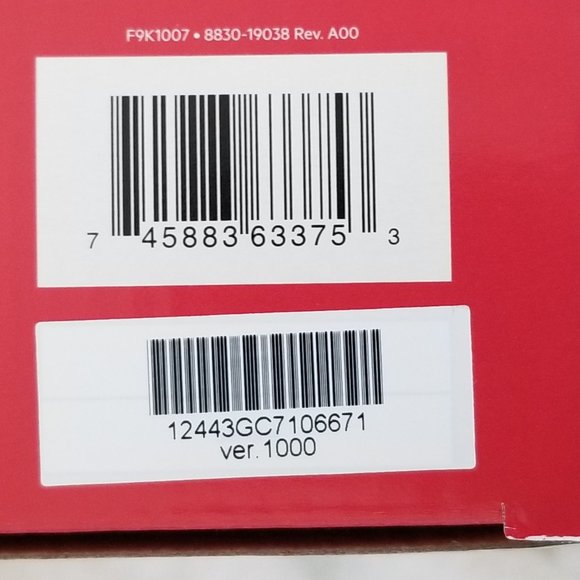 F9K1007 • 8830-19038 Rev. A00
7 45883 63375 3
12443GC7106671
ver.1000